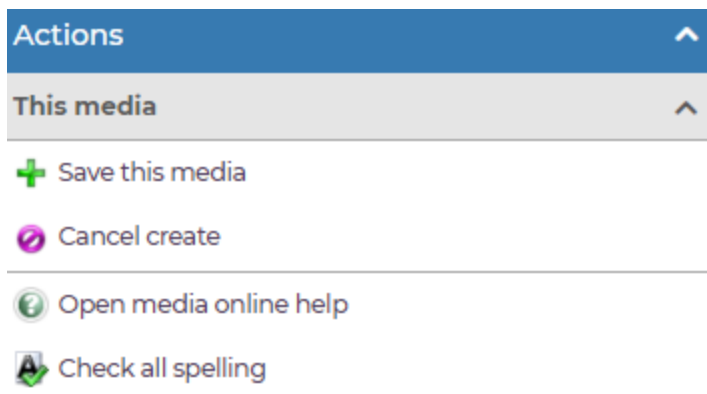 Actions
This media
Save this media
Cancel create
Open media online help
Check all spelling